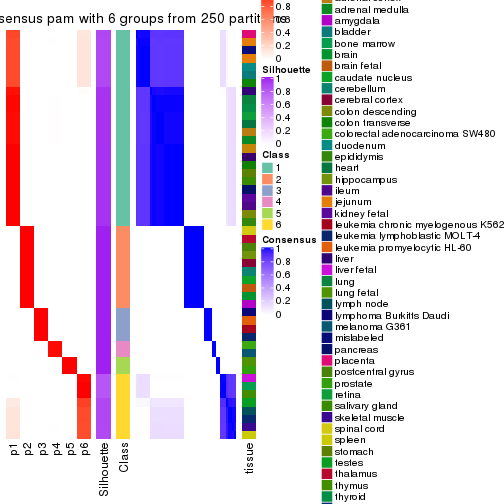 sensus pam with 6 groups from 250 partit
0.8
0.6
0.4
0.2
0
Silhouette
1
0.8
0.6
0.4
0.2
0
Class
1
2
3
4
5
6
Consensus
1
0.8
0.6
0.4
0.2
0
adrenal medulla
amygdala
bladder
bone marrow
brain
brain fetal
caudate nucleus
cerebellum
cerebral cortex
colon descending
colon transverse
colorectal adenocarcinoma SW480
duodenum
epididymis
heart
hippocampus
ileum
jejunum
kidney fetal
leukemia chronic myelogenous K562
leukemia lymphoblastic MOLT-4
leukemia promyelocytic HL-60
liver
liver fetal
lung
lung fetal
lymph node
lymphoma Burkitts Daudi
melanoma G361
mislabeled
pancreas
placenta
postcentral gyrus
prostate
retina
salivary gland
skeletal muscle
spinal cord
spleen
stomach
testes
thalamus
thymus
thyroid
p1
p2
p3
p4
p5
p6
Silhouette
Class
tissue